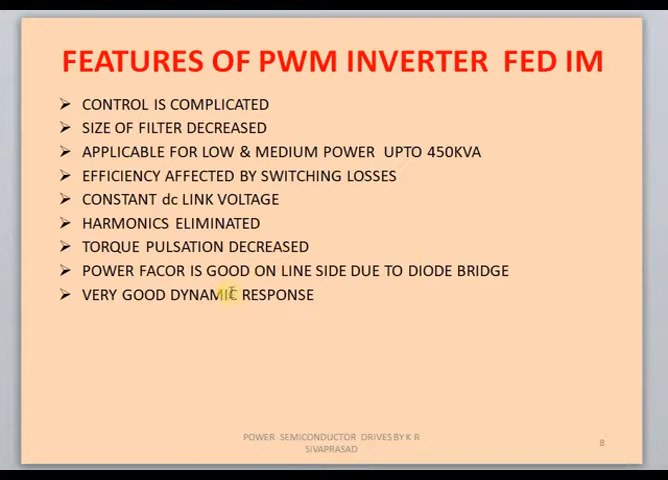 FEATURES OF PWM INVERTER FED IM
CONTROL IS COMPLICATED
SIZE OF FILTER DECREASED
APPLICABLE FOR LOW & MEDIUM POWER UPTO 450KVA
EFFICIENCY AFFECTED BY SWITCHING LOSSES
CONSTANT dc LINK VOLTAGE
HARMONICS ELIMINATED
TORQUE PULSATION DECREASED
POWER FACOR IS GOOD ON LINE SIDE DUE TO DIODE BRIDGE
VERY GOOD DYNAMIC RESPONSE
POWER SEMICONDUCTOR DRIVES BY K R
SIVAPRASAD
8